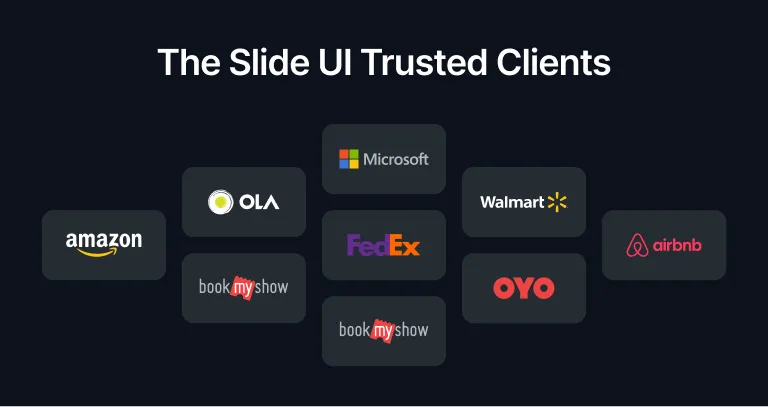 The Slide UI Trusted Clients
amazon
OLA
bookmyshow
Microsoft
FedEx
bookmyshow
Walmart
OYO
airbnb